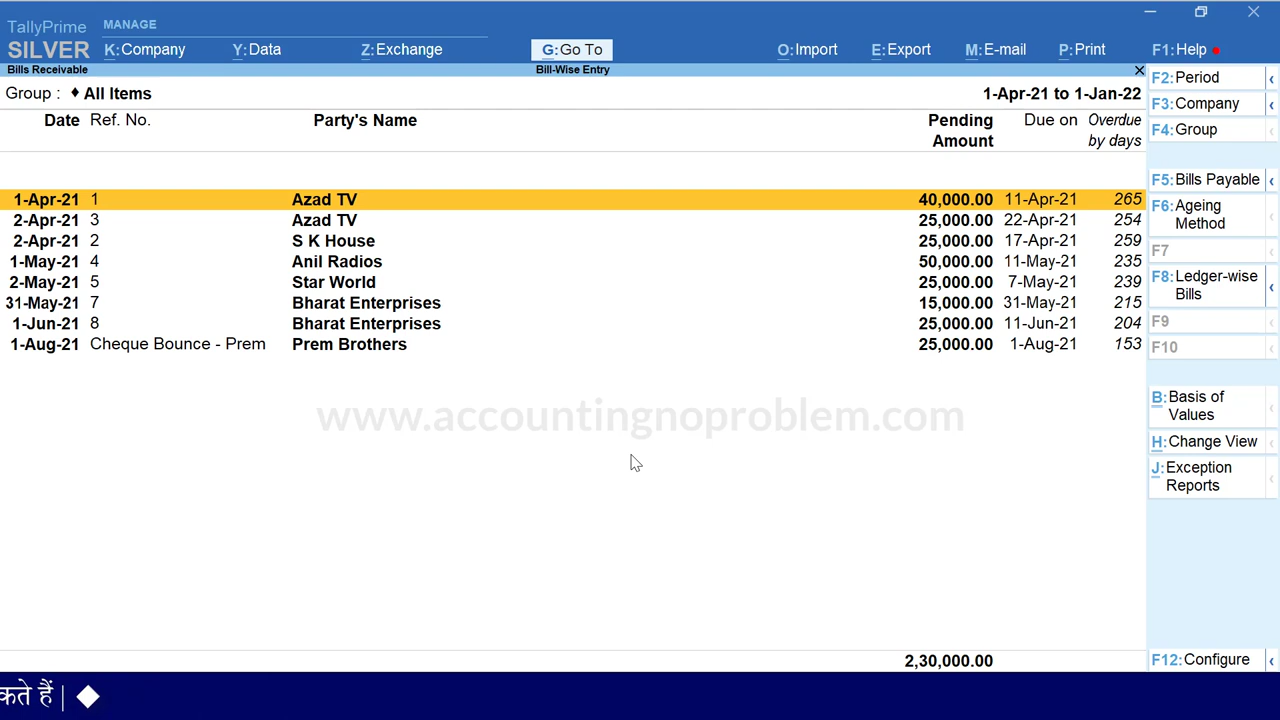 TallyPrime
SILVER
MANAGE
K:Company Y:Data Z:Exchange G:Go To O:Import E:Export M:E-mail P:Print F1:Help
Bills Receivable Bill-Wise Entry
Group : ♦ All Items 1-Apr-21 to 1-Jan-22
Date Ref. No. Party's Name Pending Amount Due on Overdue by days
1-Apr-21 1 Azad TV 40,000.00 11-Apr-21 265
2-Apr-21 3 Azad TV 25,000.00 22-Apr-21 254
2-Apr-21 2 S K House 25,000.00 17-Apr-21 259
1-May-21 4 Anil Radios 50,000.00 11-May-21 235
2-May-21 5 Star World 25,000.00 7-May-21 239
31-May-21 7 Bharat Enterprises 15,000.00 31-May-21 215
1-Jun-21 8 Bharat Enterprises 25,000.00 11-Jun-21 204
1-Aug-21 Cheque Bounce - Prem Prem Brothers 25,000.00 1-Aug-21 153
www.accountingnoproblem.com
2,30,000.00
F2:Period
F3:Company
F4:Group
F5:Bills Payable
F6:Ageing
Method
F7
F8:Ledger-wise
Bills
F9
F10
B:Basis of
Values
H:Change View
J:Exception
Reports
F12:Configure
कते हैं | ◆